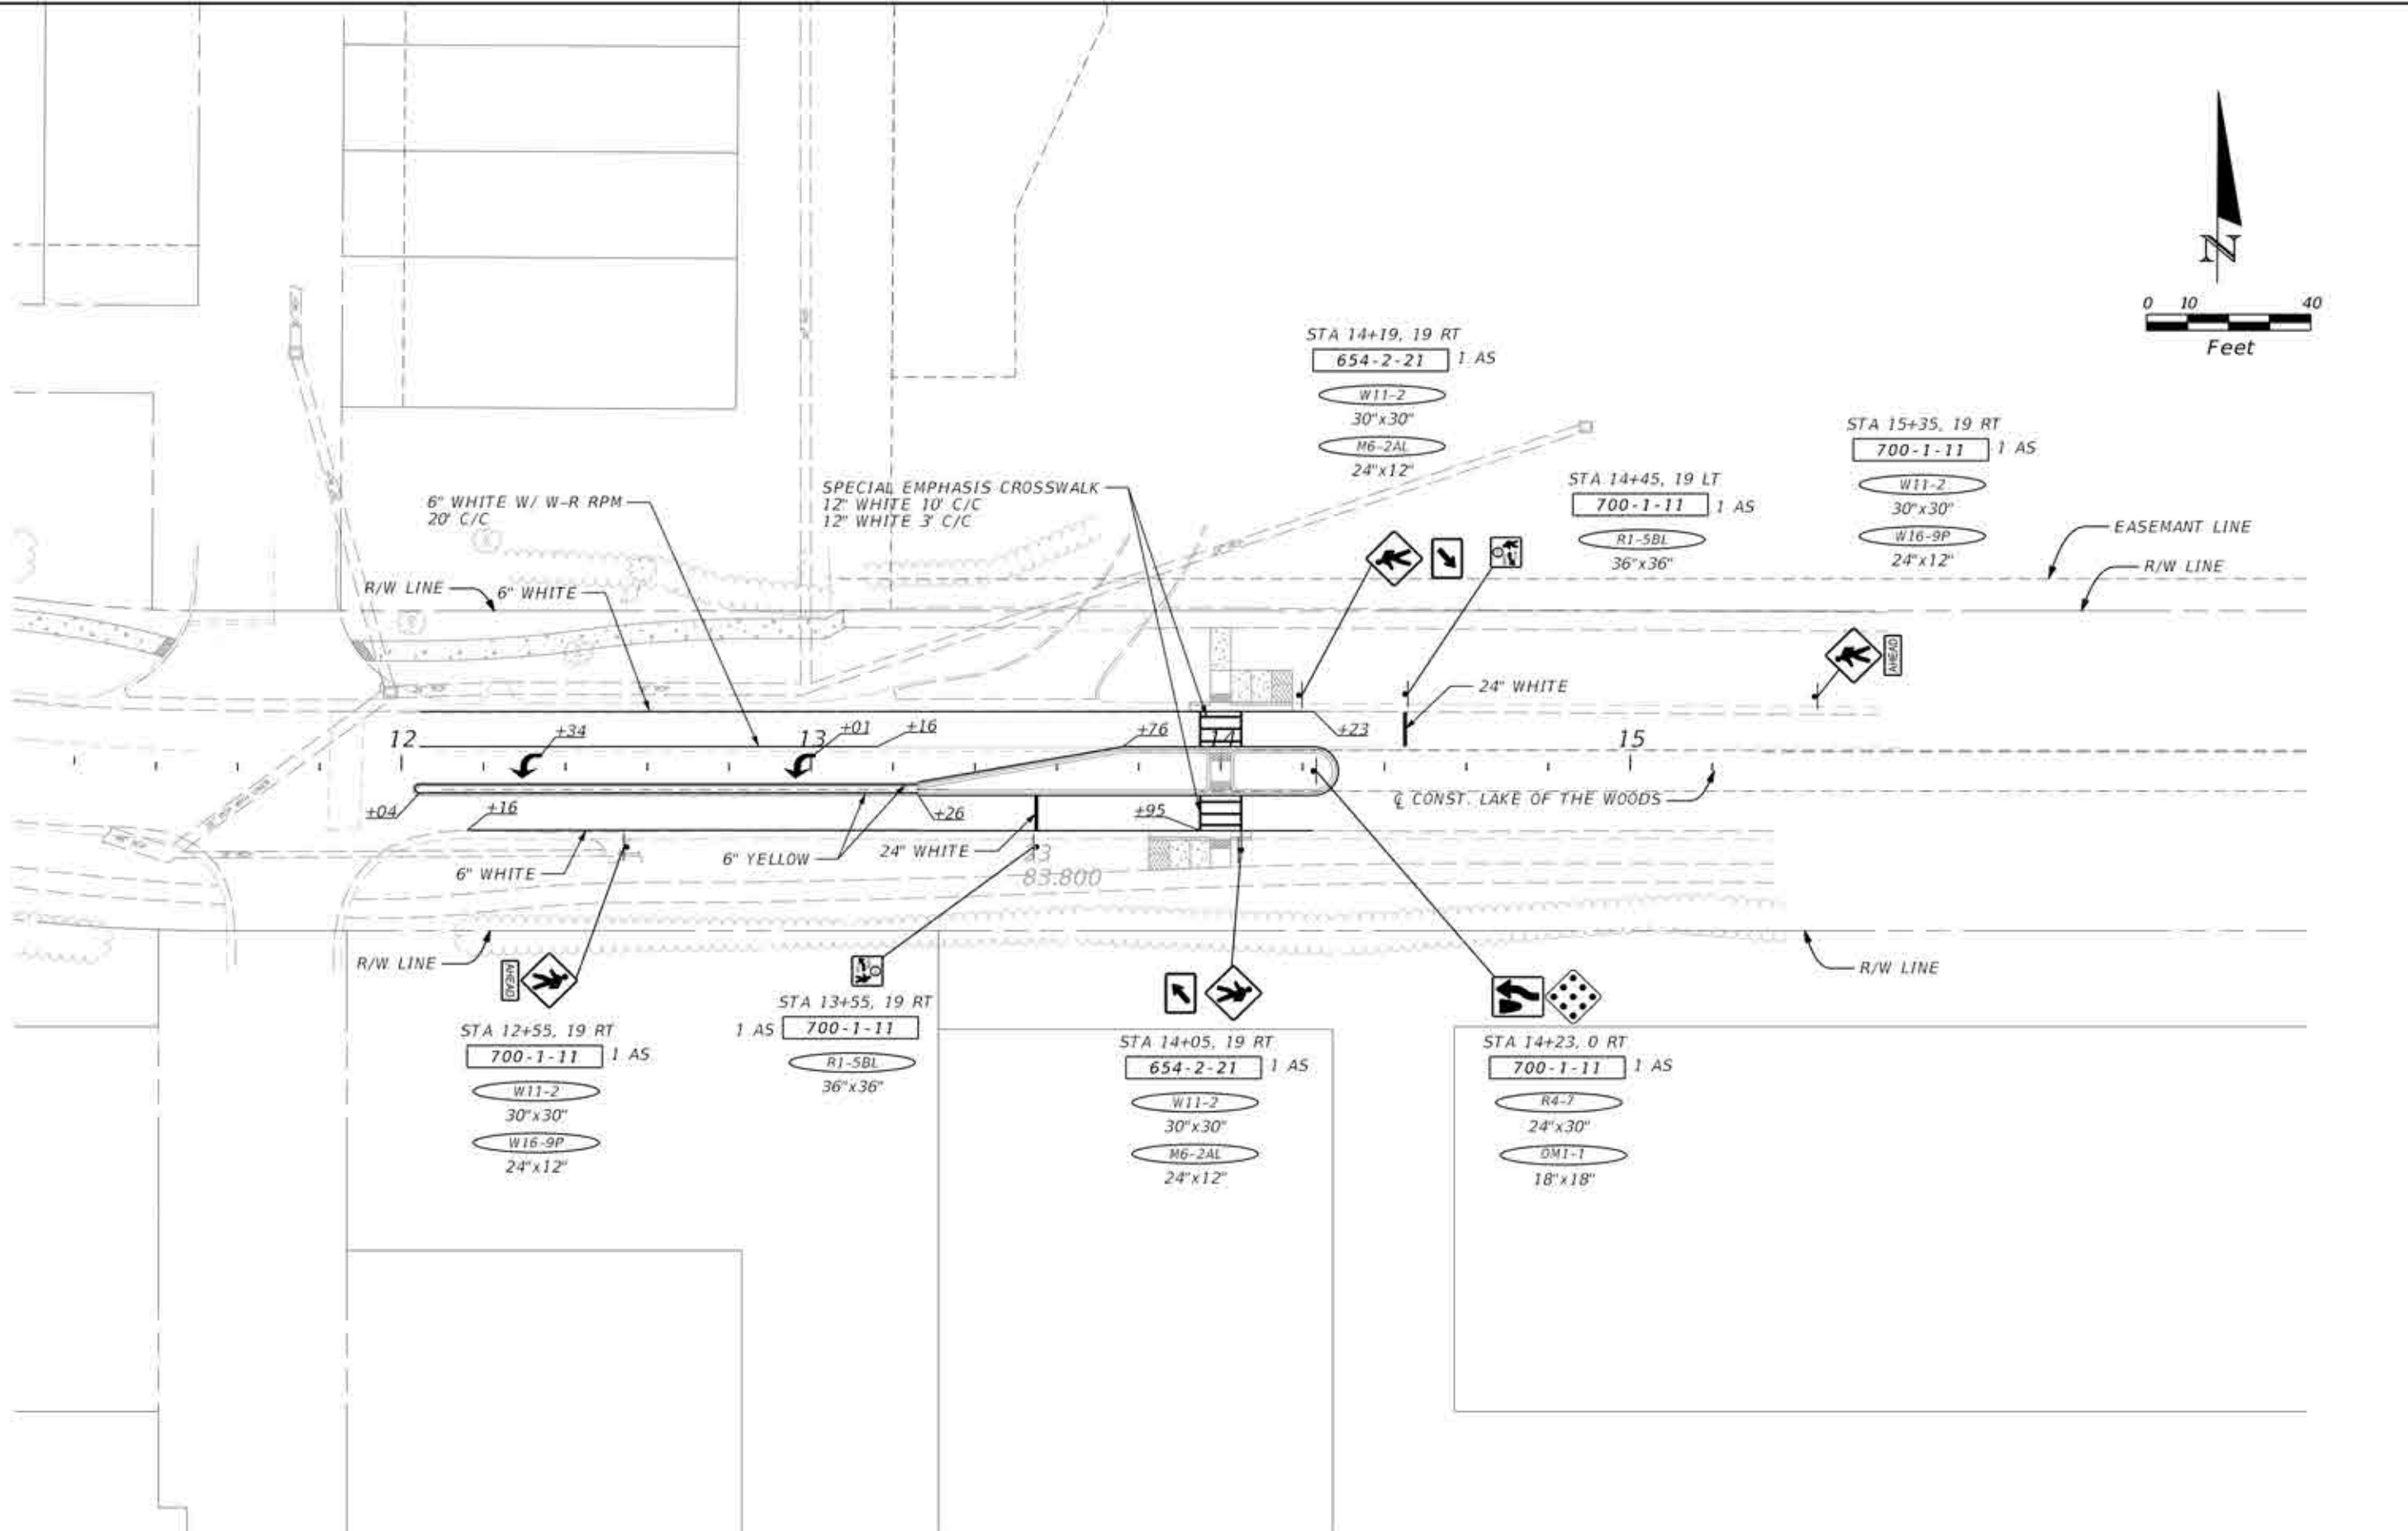 N
0 10 40
Feet
STA 14+19, 19 RT
654-2-21 1 AS
W11-2
30"x30"
M6-2AL
24"x12"
STA 14+45, 19 LT
700-1-11 1 AS
R1-5BL
36"x36"
STA 15+35, 19 RT
700-1-11 1 AS
W11-2
30"x30"
W16-9P
24"x12"
EASEMANT LINE
R/W LINE
6" WHITE W/ W-R RPM
20' C/C
SPECIAL EMPHASIS CROSSWALK
12" WHITE 10' C/C
12" WHITE 3' C/C
R/W LINE
6" WHITE
AHEAD
24" WHITE
12
+34
13
+01
+16
+76
14
+23
15
+04
+16
+26
+95
℄ CONST. LAKE OF THE WOODS
6" WHITE
6" YELLOW
24" WHITE
83.800
R/W LINE
R/W LINE
AHEAD
STA 12+55, 19 RT
700-1-11 1 AS
W11-2
30"x30"
W16-9P
24"x12"
STA 13+55, 19 RT
1 AS 700-1-11
R1-5BL
36"x36"
STA 14+05, 19 RT
654-2-21 1 AS
W11-2
30"x30"
M6-2AL
24"x12"
STA 14+23, 0 RT
700-1-11 1 AS
R4-7
24"x30"
OM1-1
18"x18"